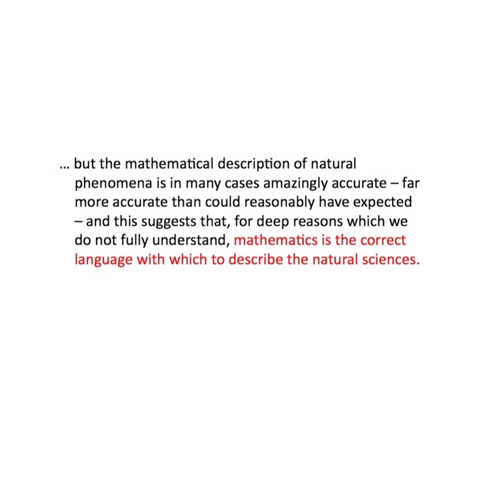 ... but the mathematical description of natural
phenomena is in many cases amazingly accurate – far
more accurate than could reasonably have expected
– and this suggests that, for deep reasons which we
do not fully understand, mathematics is the correct
language with which to describe the natural sciences.